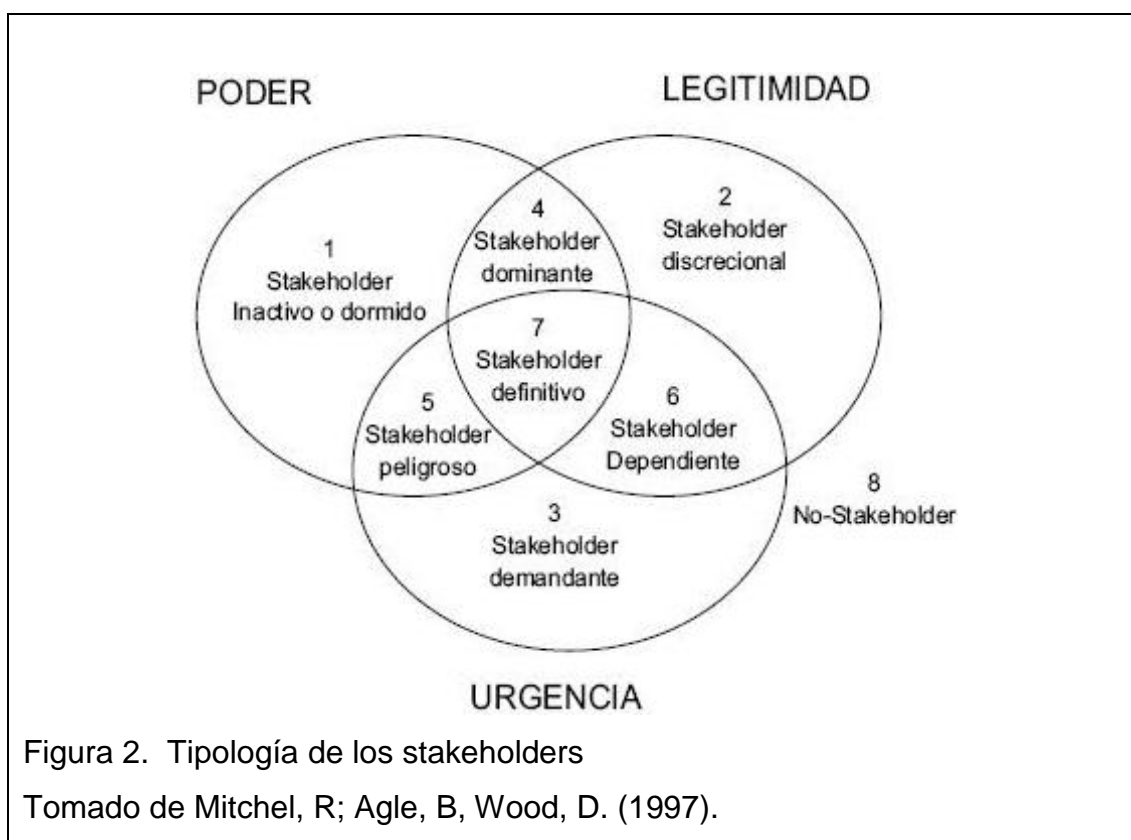 PODER
LEGITIMIDAD
1
Stakeholder
Inactivo o dormido
4
Stakeholder
dominante
2
Stakeholder
discrecional
7
Stakeholder
definitivo
5
Stakeholder
peligroso
6
Stakeholder
Dependiente
3
Stakeholder
demandante
8
No-Stakeholder
URGENCIA
Figura 2. Tipología de los stakeholders
Tomado de Mitchel, R; Agle, B, Wood, D. (1997).